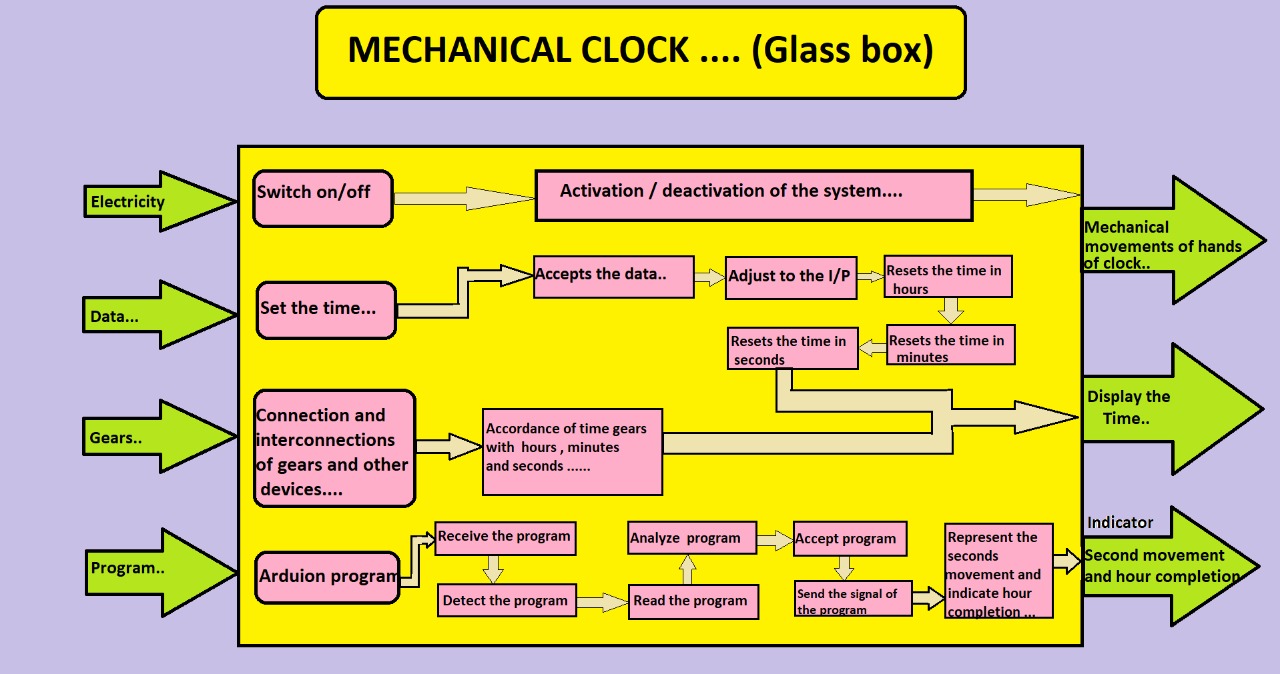 MECHANICAL CLOCK .... (Glass box)
Electricity
Switch on/off
Activation / deactivation of the system....
Mechanical
movements of hands
of clock..
Data...
Set the time...
Accepts the data..
Adjust to the I/P
Resets the time in
hours
Resets the time in
minutes
Resets the time in
seconds
Gears..
Connection and
interconnections
of gears and other
devices....
Accordance of time gears
with hours , minutes
and seconds ......
Display the
Time..
Program..
Arduion program
Receive the program
Detect the program
Read the program
Analyze program
Accept program
Send the signal of
the program
Represent the
seconds
movement and
indicate hour
completion ...
Indicator
Second movement
and hour completion